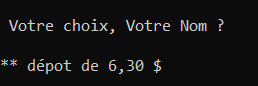 Votre choix, Votre Nom ?
** dépot de 6,30 $